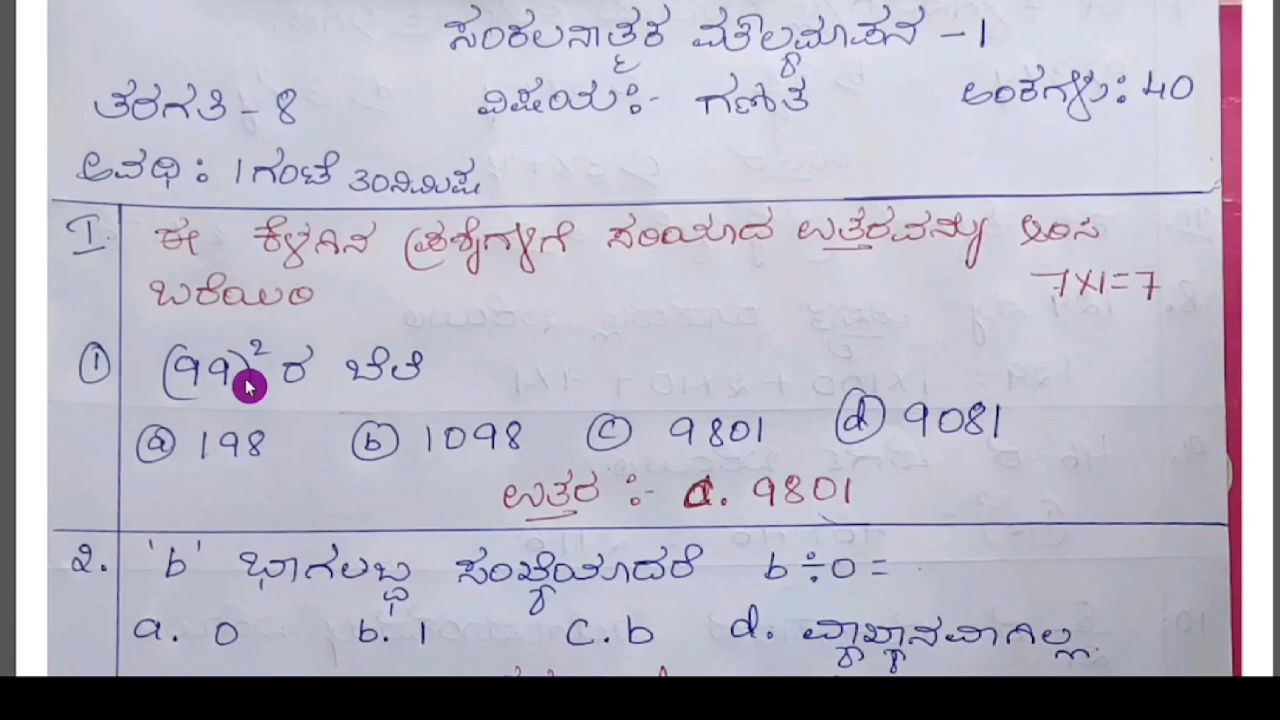 ಸಂಕಲನಾತ್ಮಕ ಮೌಲ್ಯಮಾಪನ - 1
ತರಗತಿ - 8 ವಿಷಯ:- ಗಣಿತ ಅಂಕಗಳು: 40
ಅವಧಿ: 1 ಗಂಟೆ 30 ನಿಮಿಷ
I. ಈ ಕೆಳಗಿನ ಪ್ರಶ್ನೆಗಳಿಗೆ ಸರಿಯಾದ ಉತ್ತರವನ್ನು ಆರಿಸಿ
ಬರೆಯಿರಿ 7X1=7
① (99)² ರ ಬೆಲೆ
ⓐ 198 ⓑ 1098 ⓒ 9801 ⓓ 9081
ಉತ್ತರ :- c. 9801
2. 'b' ಭಾಗಲಬ್ಧ ಸಂಖ್ಯೆಯಾದರೆ b÷0=
a. 0 b. 1 c. b d. ವ್ಯಾಖ್ಯಾನವಾಗಿಲ್ಲ.